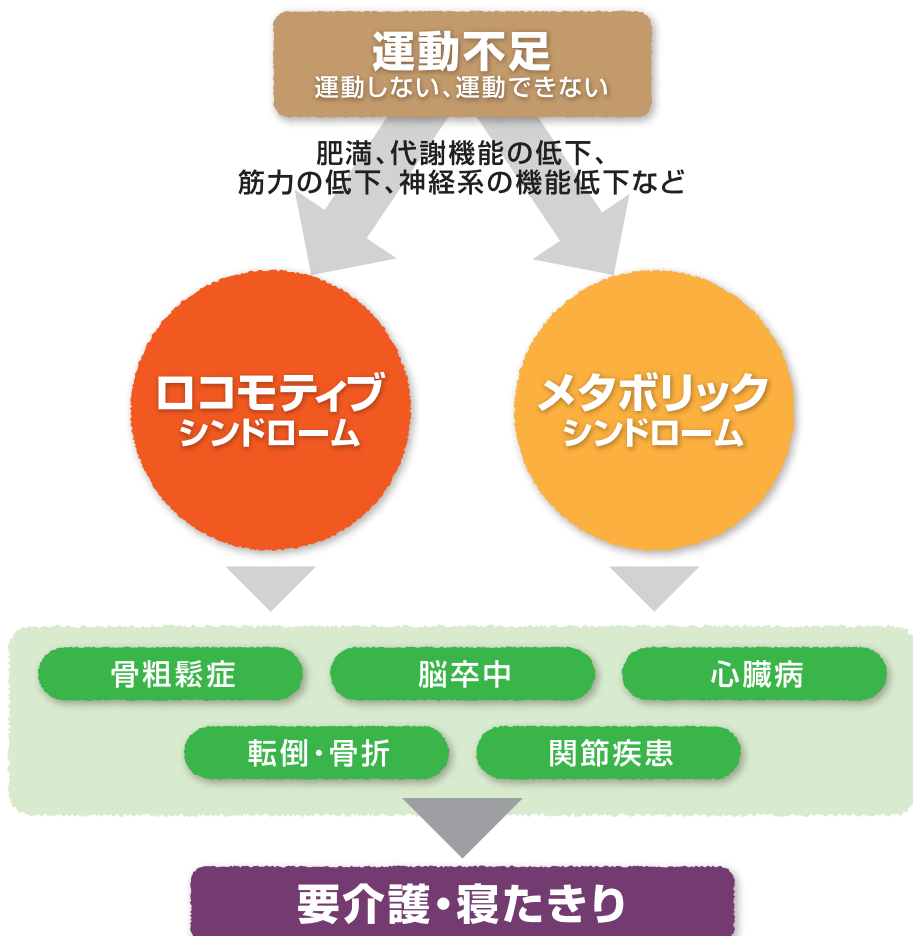 運動不足
運動しない、運動できない
肥満、代謝機能の低下、
筋力の低下、神経系の機能低下など
ロコモティブ
シンドローム
メタボリック
シンドローム
骨粗鬆症
脳卒中
心臓病
転倒・骨折
関節疾患
要介護・寝たきり